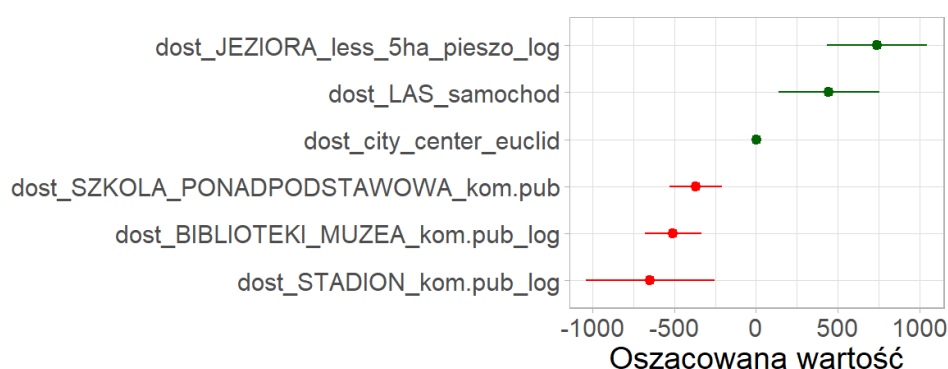 dost_JEZIORA_less_5ha_pieszo_log
dost_LAS_samochod
dost_city_center_euclid
dost_SZKOLA_PONADPODSTAWOWA_kom.pub
dost_BIBLIOTEKI_MUZEA_kom.pub_log
dost_STADION_kom.pub_log
-1000 -500 0 500 1000
Oszacowana wartość